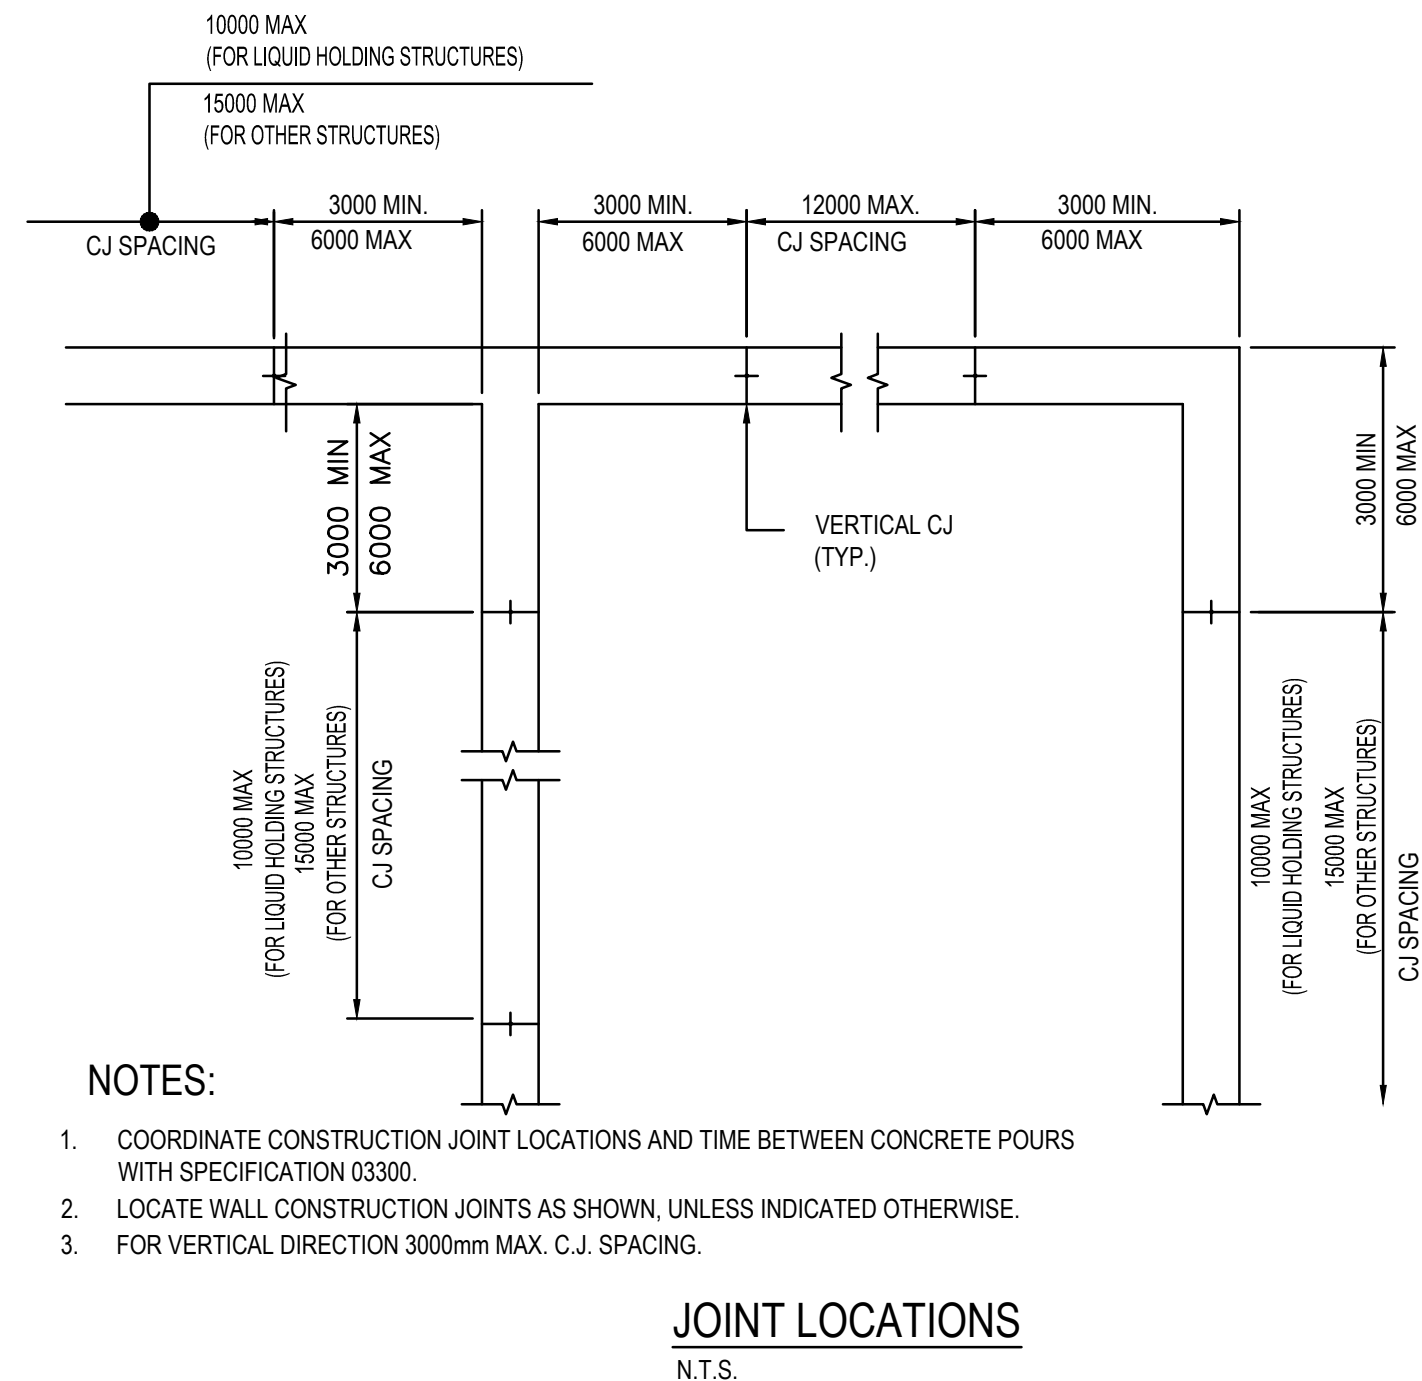 10000 MAX
(FOR LIQUID HOLDING STRUCTURES)
15000 MAX
(FOR OTHER STRUCTURES)
CJ SPACING
3000 MIN.
6000 MAX
3000 MIN.
6000 MAX
12000 MAX.
CJ SPACING
3000 MIN.
6000 MAX
3000 MIN
6000 MAX
3000 MIN
6000 MAX
VERTICAL CJ
(TYP.)
10000 MAX
(FOR LIQUID HOLDING STRUCTURES)
15000 MAX
(FOR OTHER STRUCTURES)
CJ SPACING
10000 MAX
(FOR LIQUID HOLDING STRUCTURES)
15000 MAX
(FOR OTHER STRUCTURES)
CJ SPACING
NOTES:
1. COORDINATE CONSTRUCTION JOINT LOCATIONS AND TIME BETWEEN CONCRETE POURS
WITH SPECIFICATION 03300.
2. LOCATE WALL CONSTRUCTION JOINTS AS SHOWN, UNLESS INDICATED OTHERWISE.
3. FOR VERTICAL DIRECTION 3000mm MAX. C.J. SPACING.
JOINT LOCATIONS
N.T.S.